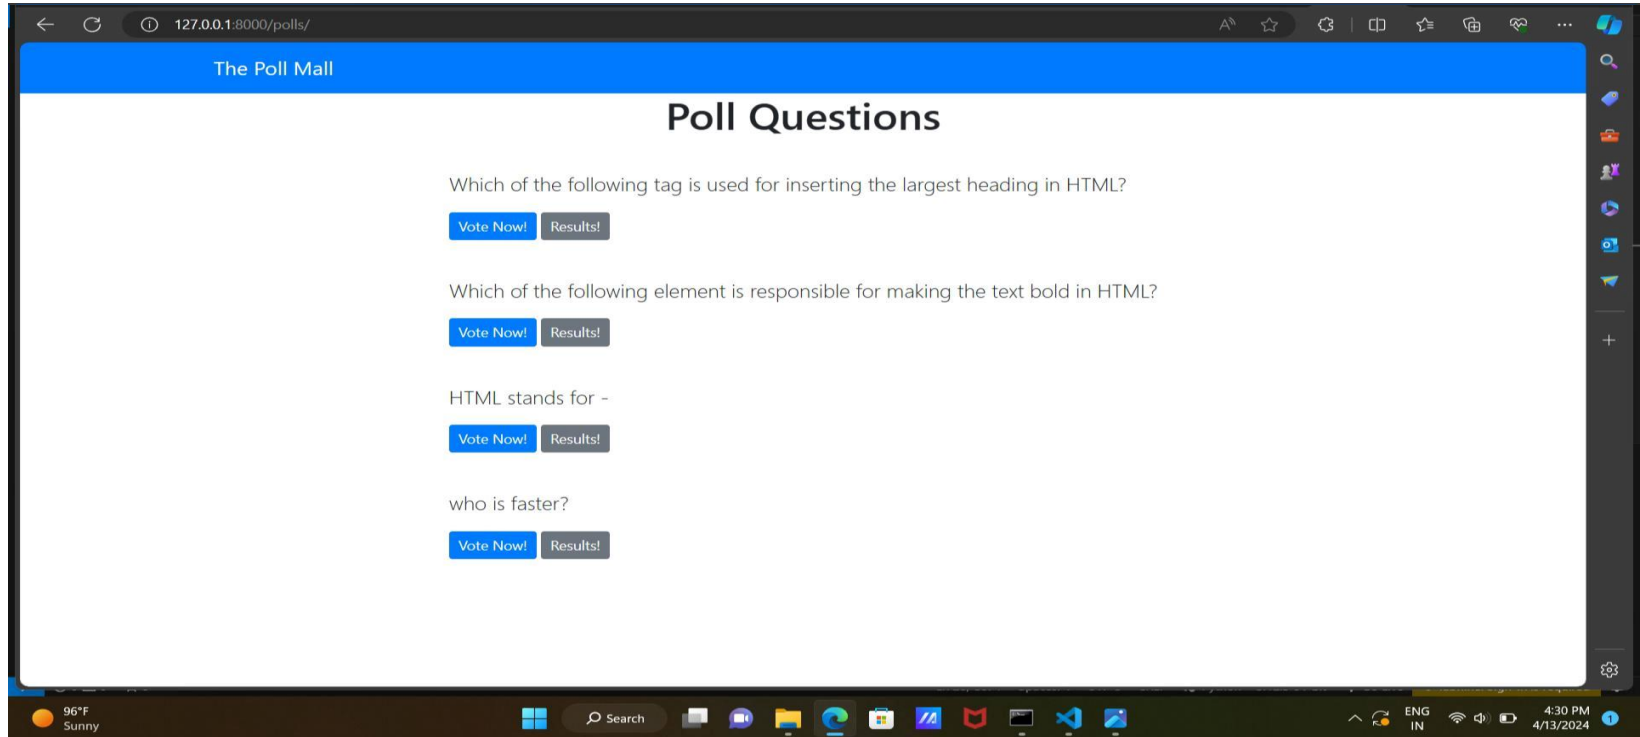 127.0.0.1:8000/polls/
The Poll Mall
Poll Questions
Which of the following tag is used for inserting the largest heading in HTML?
Vote Now! Results!
Which of the following element is responsible for making the text bold in HTML?
Vote Now! Results!
HTML stands for -
Vote Now! Results!
who is faster?
Vote Now! Results!
96°F
Sunny
Search
ENG
IN
4:30 PM
4/13/2024
1